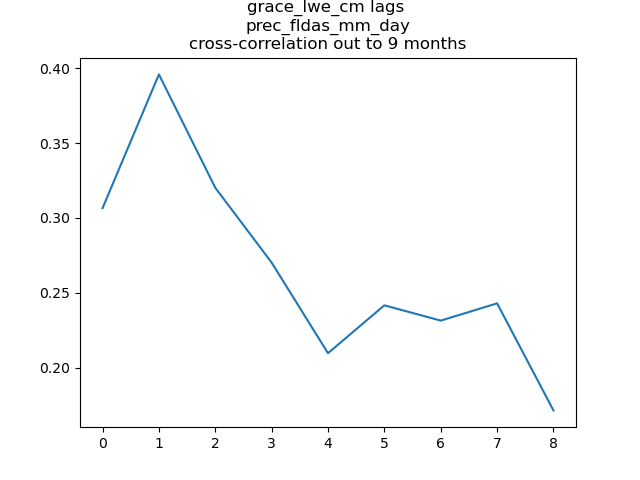 grace_lwe_cm lags
prec_fldas_mm_day
cross-correlation out to 9 months
0.40
0.35
0.30
0.25
0.20
0 1 2 3 4 5 6 7 8